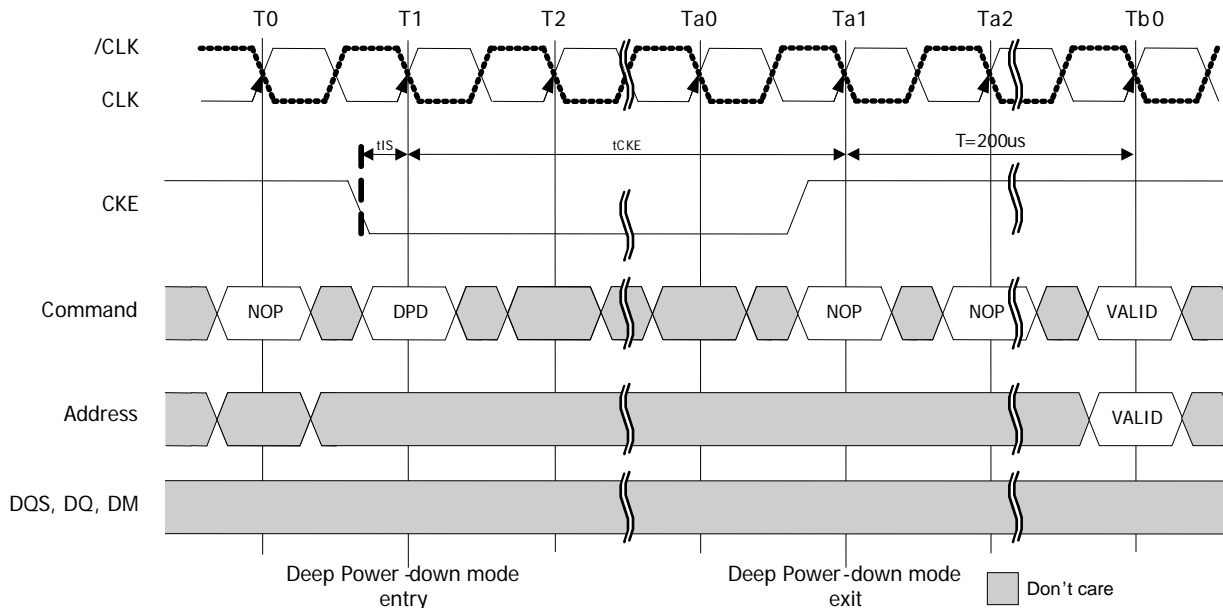 T0 T1 T2 Ta0 Ta1 Ta2 Tb0
/CLK
CLK
tIS tCKE T=200us
CKE
Command NOP DPD NOP NOP VALID
Address VALID
DQS, DQ, DM
Deep Power-down mode entry
Deep Power-down mode exit
Don't care